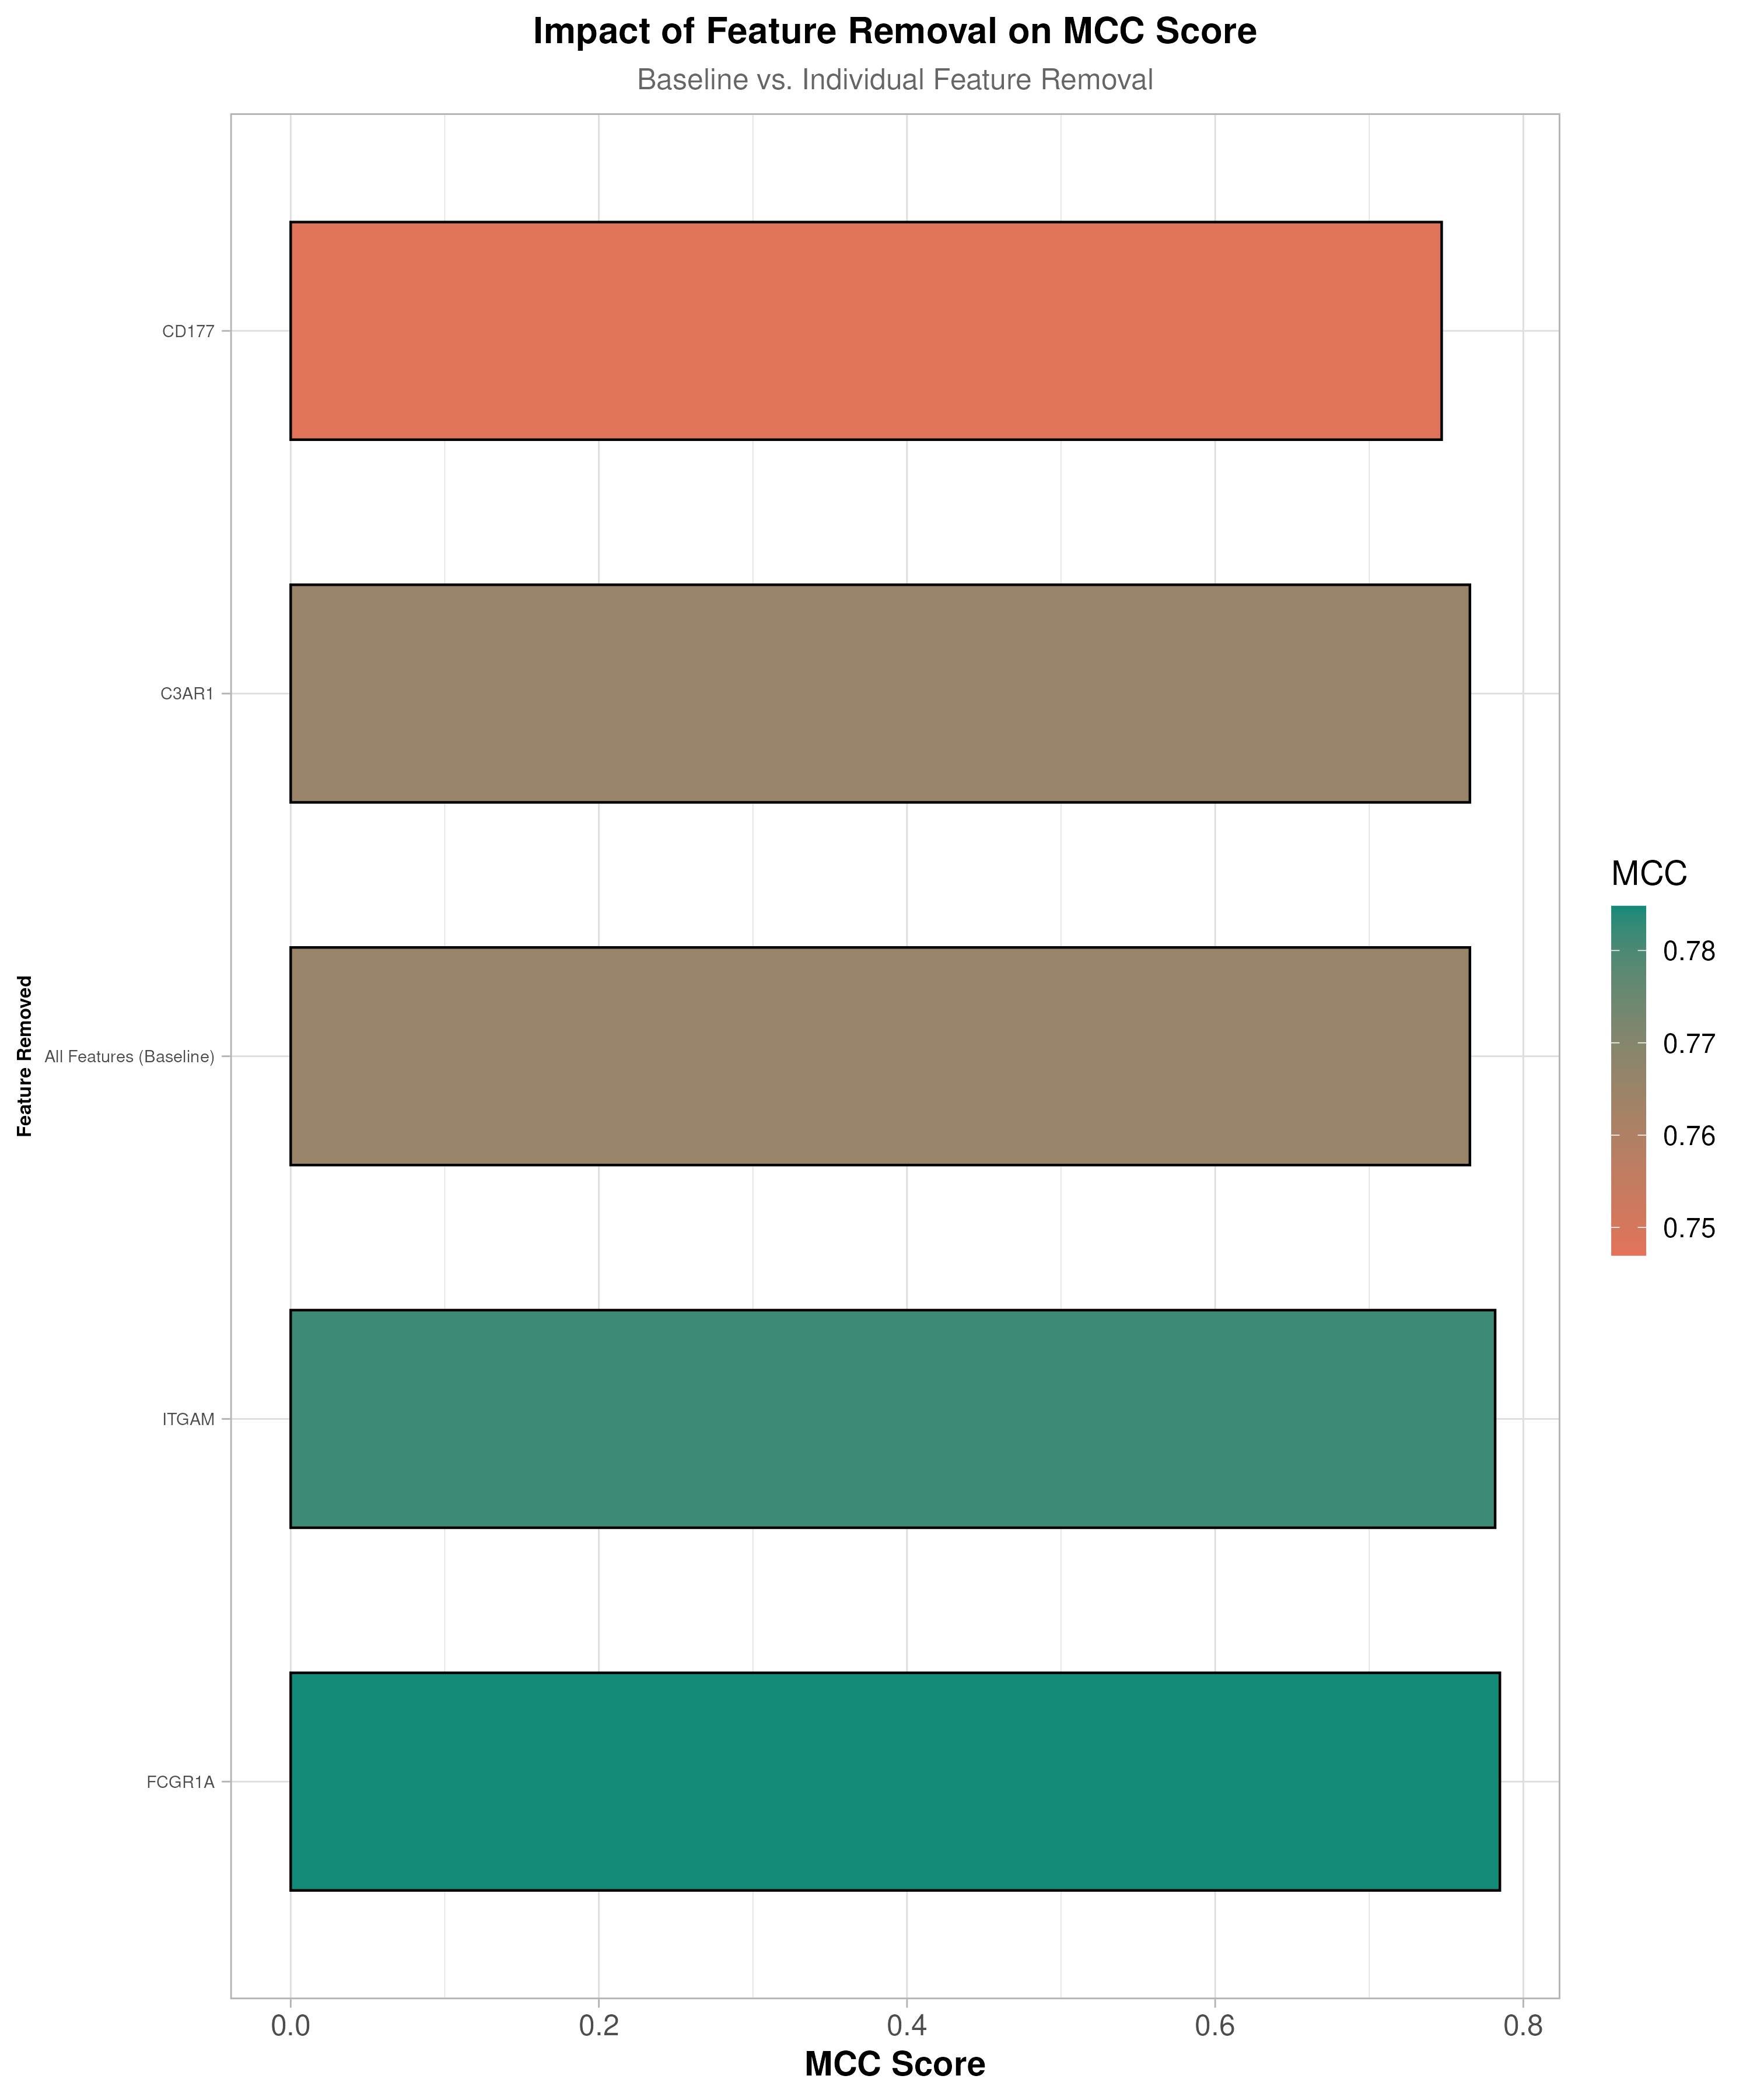 Impact of Feature Removal on MCC Score
Baseline vs. Individual Feature Removal
Feature Removed
CD177
C3AR1
All Features (Baseline)
ITGAM
FCGR1A
0.0 0.2 0.4 0.6 0.8
MCC Score
MCC
0.78
0.77
0.76
0.75